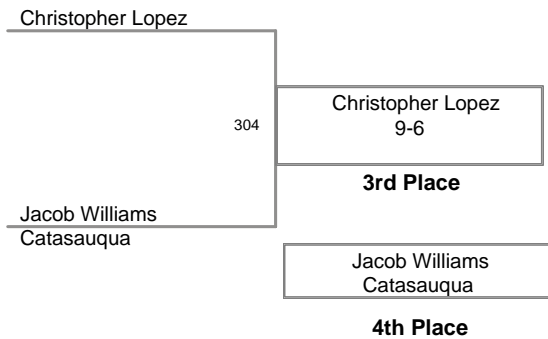 Christopher Lopez
304
Christopher Lopez
9-6
3rd Place
Jacob Williams
Catasauqua
Jacob Williams
Catasauqua
4th Place